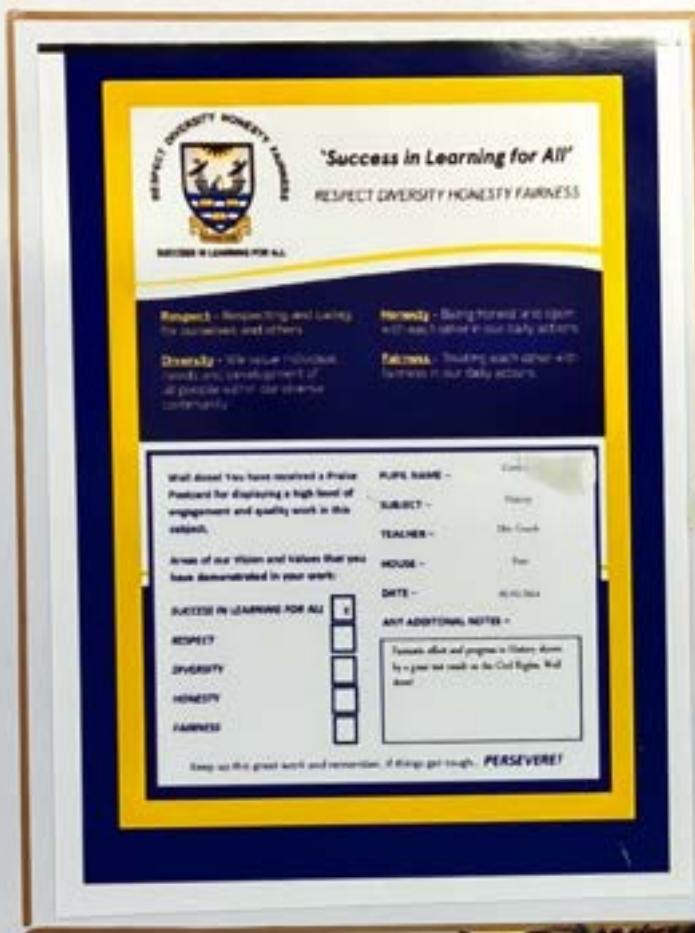 RESPECT DIVERSITY HONESTY FAIRNESS
SUCCESS IN LEARNING FOR ALL
'Success in Learning for All'
RESPECT DIVERSITY HONESTY FAIRNESS
Respect - Respecting and caring
for ourselves and others
Diversity - We value individual
needs and development of
all people within our diverse
community
Honesty - Being honest and open
with each other in our daily actions
Fairness - Treating each other with
fairness in our daily actions
Well done! You have received a Praise
Postcard for displaying a high level of
engagement and quality work in this
subject.
Areas of our Vision and Values that you
have demonstrated in your work:
SUCCESS IN LEARNING FOR ALL x
RESPECT
DIVERSITY
HONESTY
FAIRNESS
PUPIL NAME -
SUBJECT - History
TEACHER -
HOUSE -
DATE -
ANY ADDITONAL NOTES -
Fantastic effort and progress in History shown
by a great test result on the Civil Rights. Well
done!
Keep up this great work and remember, if things get tough, PERSEVERE!